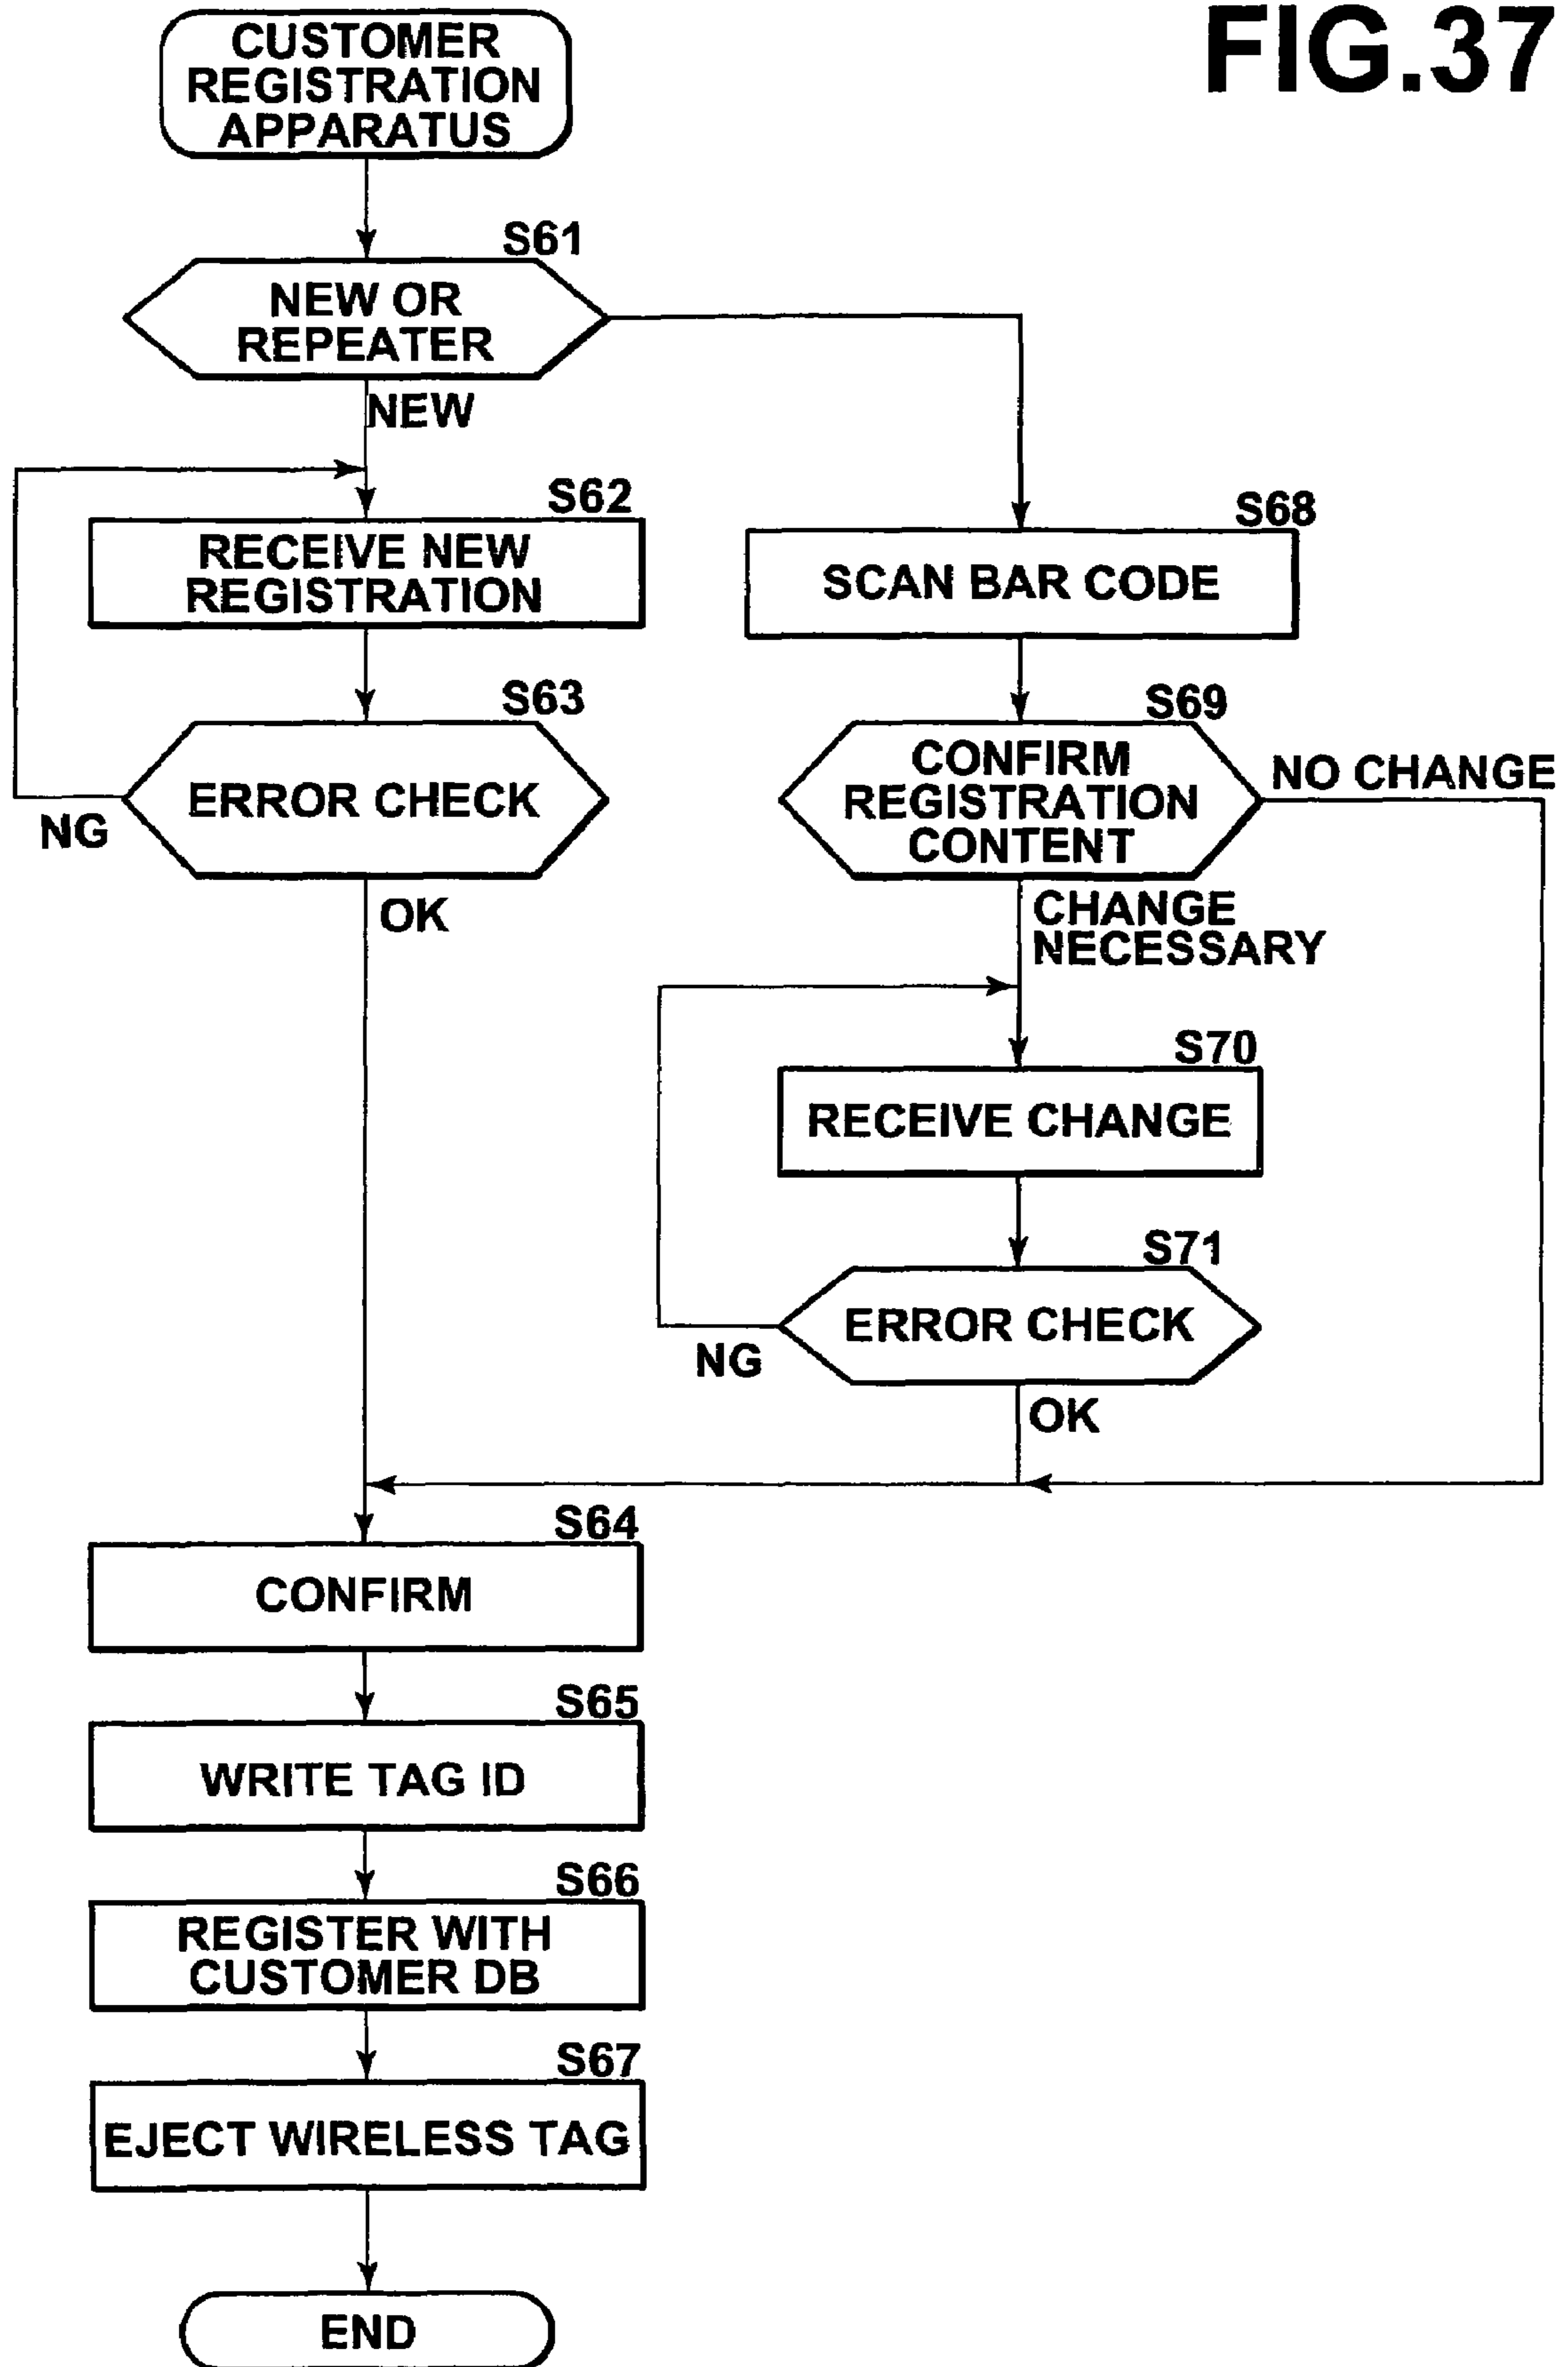 FIG.37
CUSTOMER
REGISTRATION
APPARATUS
S61
NEW OR
REPEATER
NEW
S62
RECEIVE NEW
REGISTRATION
S63
ERROR CHECK
NG
OK
S68
SCAN BAR CODE
S69
CONFIRM
REGISTRATION
CONTENT
NO CHANGE
CHANGE
NECESSARY
S70
RECEIVE CHANGE
S71
ERROR CHECK
NG
OK
S64
CONFIRM
S65
WRITE TAG ID
S66
REGISTER WITH
CUSTOMER DB
S67
EJECT WIRELESS TAG
END